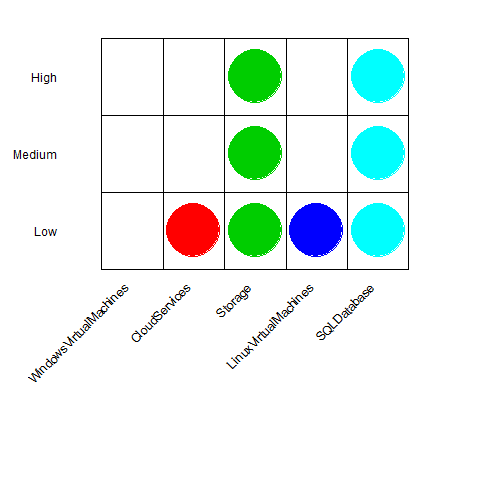 High
Medium
Low
WindowsVirtualMachines
CloudServices
Storage
LinuxVirtualMachines
SQLDatabase